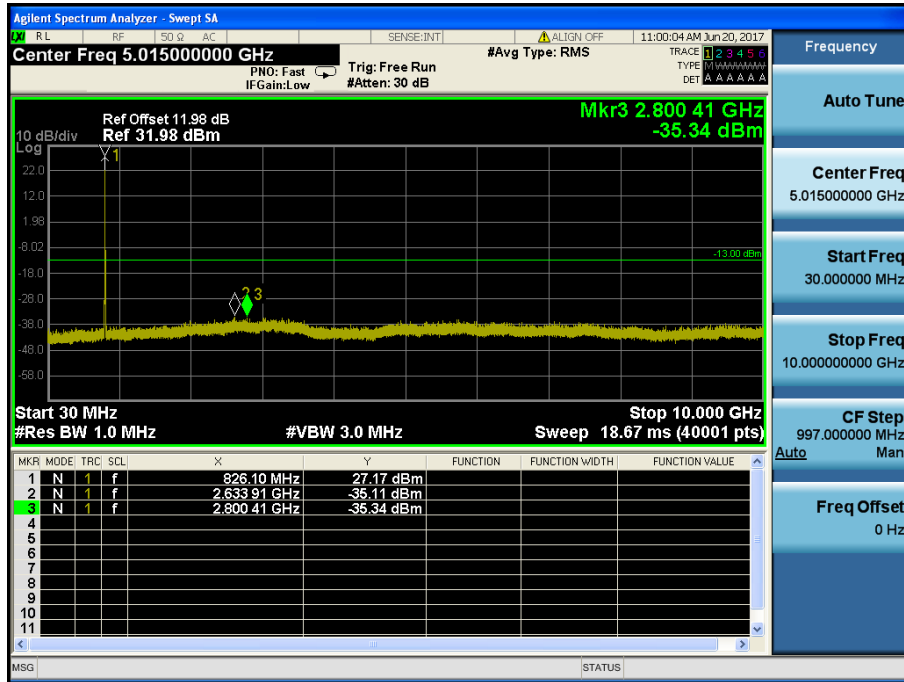 Agilent Spectrum Analyzer - Swept SA
LXI RL RF 50 Ω AC SENSE:INT ALIGN OFF 11:00:04 AM Jun 20, 2017
Center Freq 5.015000000 GHz #Avg Type: RMS TRACE 1 2 3 4 5 6
PNO: Fast Trig: Free Run TYPE M WWWWW
IFGain:Low #Atten: 30 dB DET A A A A A A
Mkr3 2.800 41 GHz
-35.34 dBm
Ref Offset 11.98 dB
10 dB/div Ref 31.98 dBm
Log
1
22.0
12.0
1.98
-8.02
-13.00 dBm
-18.0
-28.0
2 3
-38.0
-48.0
-58.0
Start 30 MHz Stop 10.000 GHz
#Res BW 1.0 MHz #VBW 3.0 MHz Sweep 18.67 ms (40001 pts)
MKR MODE TRC SCL X Y FUNCTION FUNCTION WIDTH FUNCTION VALUE
1 N 1 f 826.10 MHz 27.17 dBm
2 N 1 f 2.633 91 GHz -35.11 dBm
3 N 1 f 2.800 41 GHz -35.34 dBm
4
5
6
7
8
9
10
11
MSG STATUS
Frequency
Auto Tune
Center Freq
5.015000000 GHz
Start Freq
30.000000 MHz
Stop Freq
10.000000000 GHz
CF Step
997.000000 MHz
Auto Man
Freq Offset
0 Hz